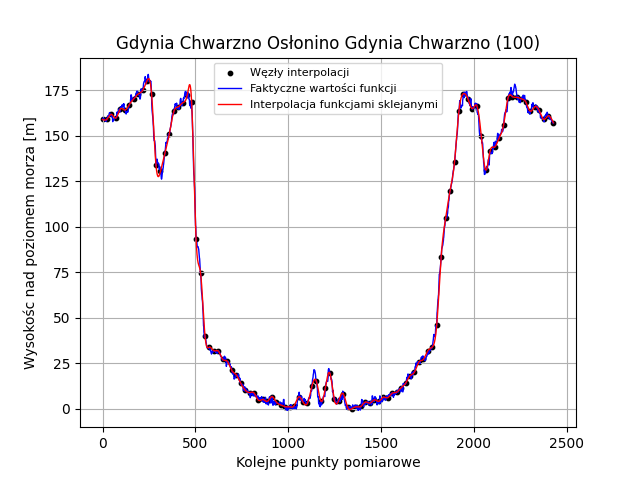 Gdynia Chwarzno Osłonino Gdynia Chwarzno (100)
Węzły interpolacji
Faktyczne wartości funkcji
Interpolacja funkcjami sklejanymi
Wysokośc nad poziomem morza [m]
175
150
125
100
75
50
25
0
0
500
1000
1500
2000
2500
Kolejne punkty pomiarowe